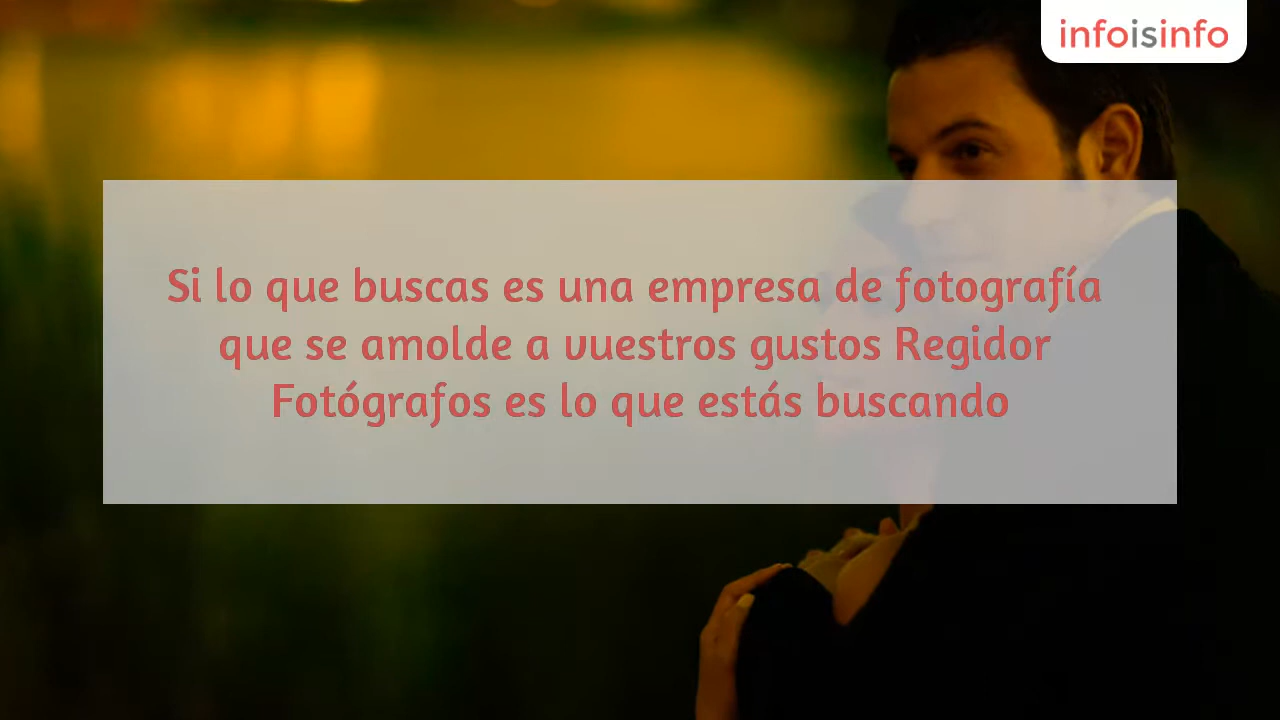 infoisinfo
Si lo que buscas es una empresa de fotografía
que se amolde a vuestros gustos Regidor
Fotógrafos es lo que estás buscando